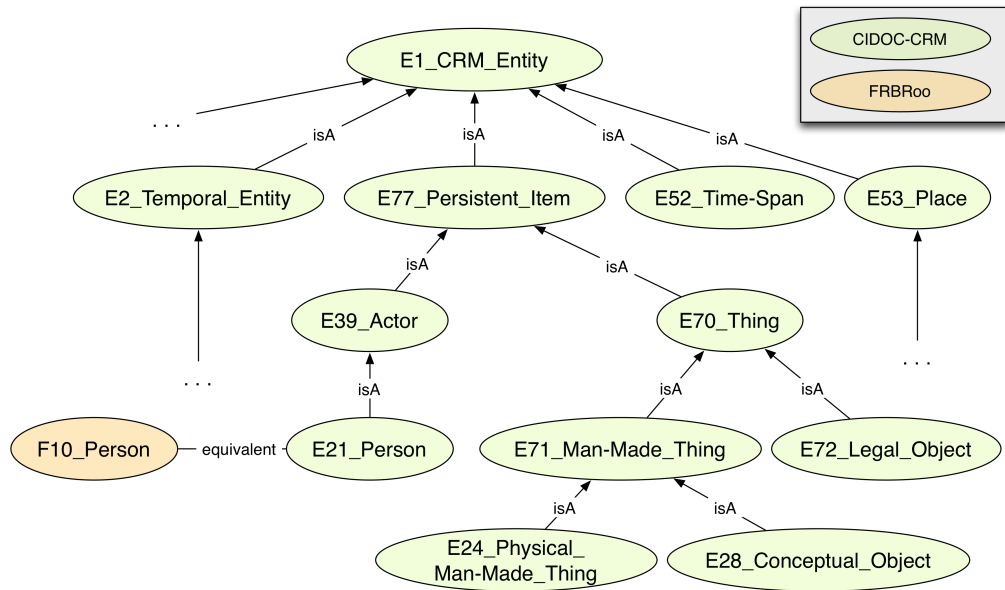 CIDOC-CRM
FRBRoo
E1_CRM_Entity
. . .
isA
isA
isA
isA
E2_Temporal_Entity
E77_Persistent_Item
E52_Time-Span
E53_Place
isA
isA
E39_Actor
E70_Thing
. . .
. . .
isA
isA
isA
F10_Person
equivalent
E21_Person
E71_Man-Made_Thing
E72_Legal_Object
isA
isA
E24_Physical_
Man-Made_Thing
E28_Conceptual_Object